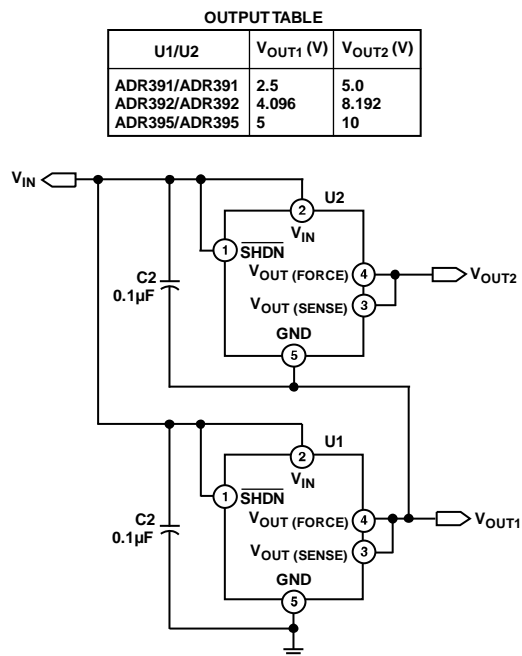 OUTPUT TABLE
U1/U2 VOUT1 (V) VOUT2 (V)
ADR391/ADR391 2.5 5.0
ADR392/ADR392 4.096 8.192
ADR395/ADR395 5 10
VIN
U2
2
VIN
1 SHDN
VOUT (FORCE) 4
VOUT2
C2
0.1µF
VOUT (SENSE) 3
GND
5
U1
2
VIN
1 SHDN
VOUT (FORCE) 4
VOUT1
C2
0.1µF
VOUT (SENSE) 3
GND
5